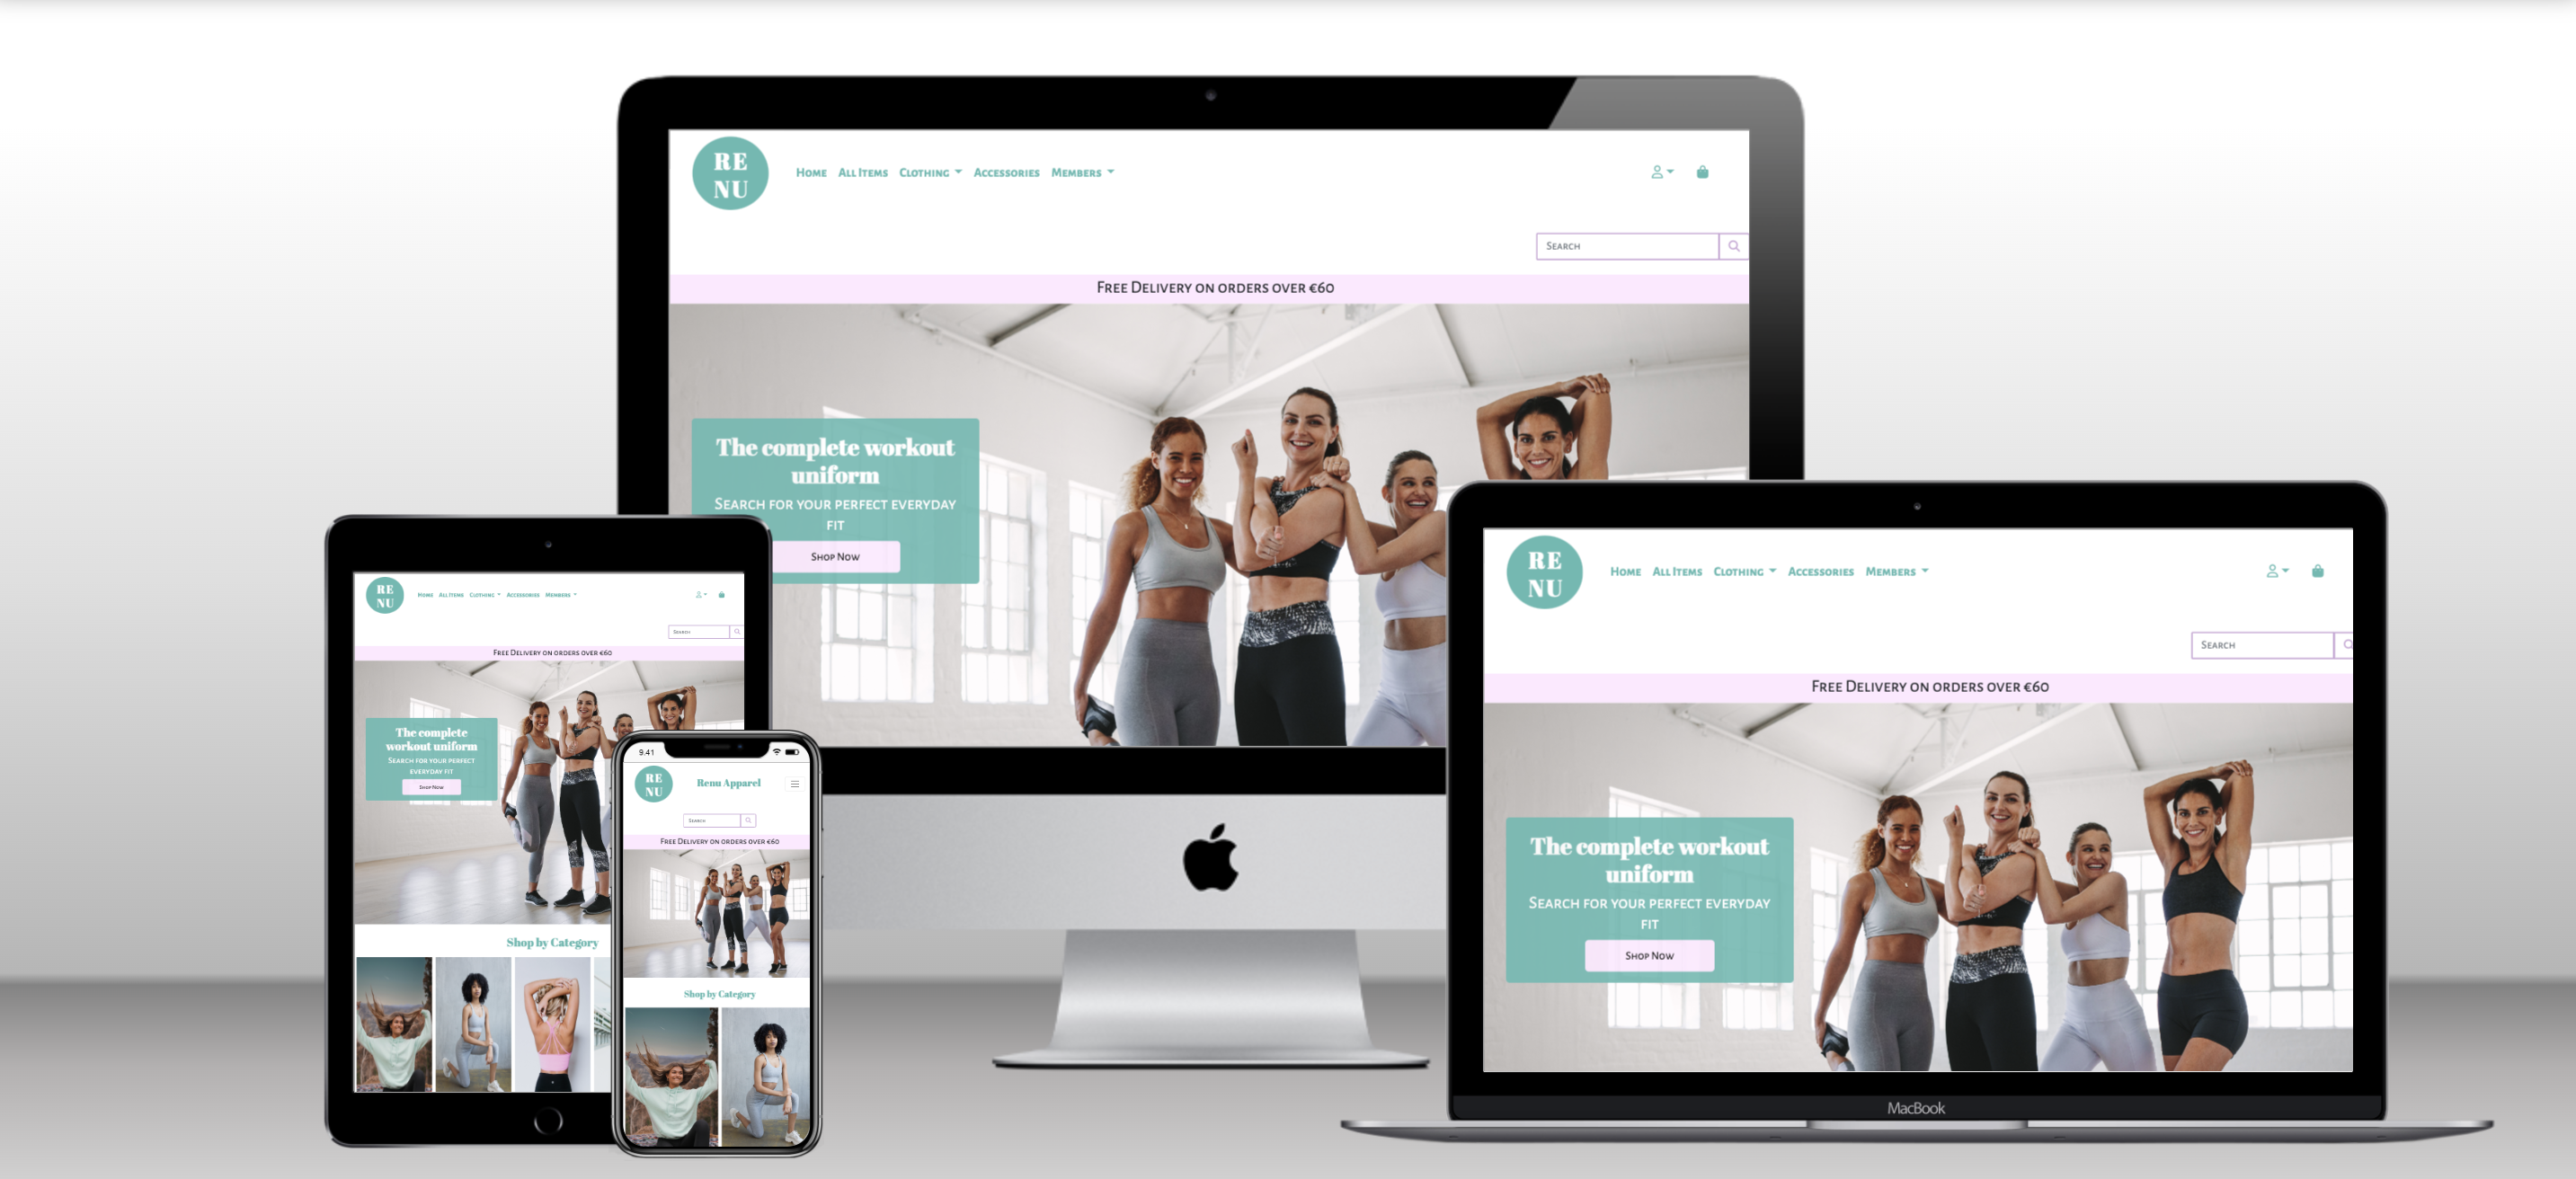 RE
NU
Home All Items Clothing Accessories Members
Search
Free Delivery on orders over €60
The complete workout
uniform
Search for your perfect everyday
fit
Shop Now
RE
NU
Home All Items Clothing Accessories Members
Search
Free Delivery on orders over €60
The complete
workout uniform
Search for your perfect
everyday fit
Shop Now
Shop by Category
9.41
RE
NU
Renu Apparel
Search
Free Delivery on orders over €60
Shop by Category
RE
NU
Home All Items Clothing Accessories Members
Search
Free Delivery on orders over €60
The complete workout
uniform
Search for your perfect everyday
fit
Shop Now
MacBook